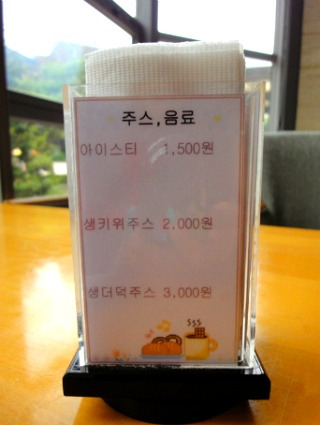 주스,음료
아이스티 1,500원
생키위주스 2,000원
생더덕주스 3,000원